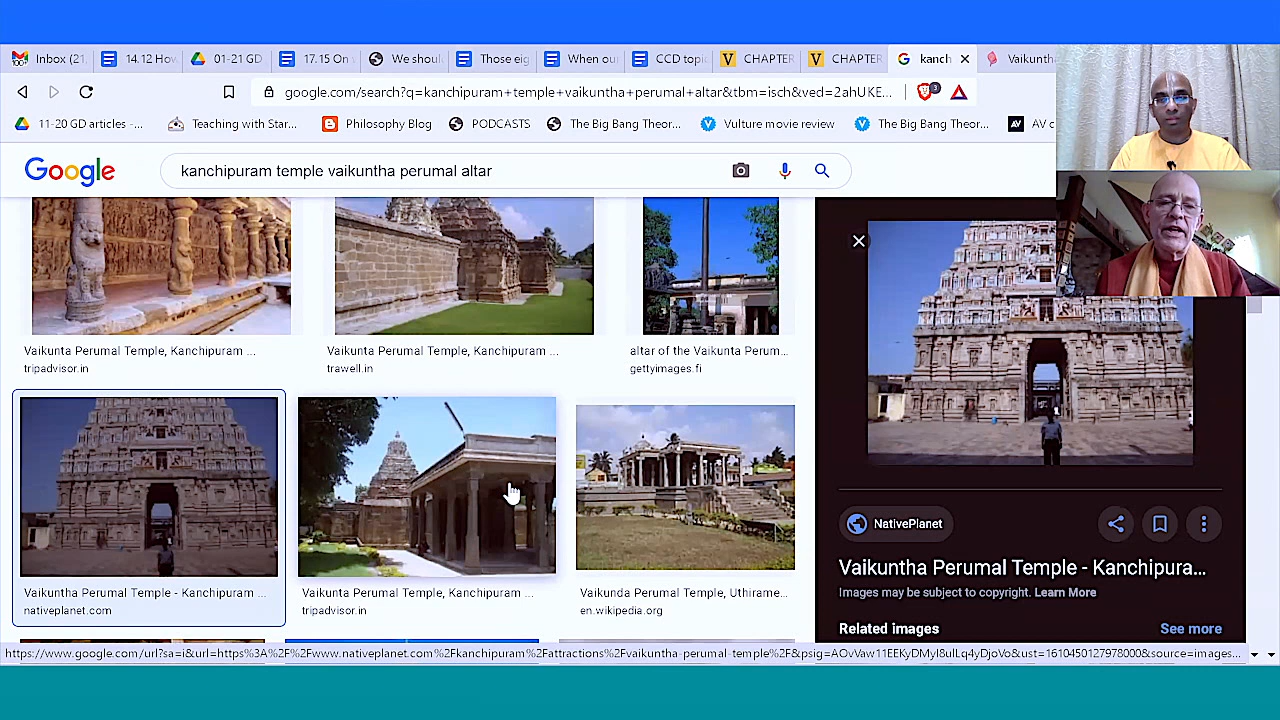 Inbox (21
14.12 How
01-21 GD
17.15 On
We shoul
Those eig
When ou
CCD topi
CHAPTER
CHAPTER
kanch
Vaikunth
google.com/search?q=kanchipuram+temple+vaikuntha+perumal+altar&tbm=isch&ved=2ahUKE...
3
11-20 GD articles -...
Teaching with Star...
Philosophy Blog
PODCASTS
The Big Bang Theor...
Vulture movie review
The Big Bang Theor...
AV c
Google
kanchipuram temple vaikuntha perumal altar
Vaikunta Perumal Temple, Kanchipuram ...
tripadvisor.in
Vaikunta Perumal Temple, Kanchipuram ...
trawell.in
altar of the Vaikunta Perum...
gettyimages.fi
Vaikuntha Perumal Temple - Kanchipuram ...
nativeplanet.com
Vaikunta Perumal Temple, Kanchipuram ...
tripadvisor.in
Vaikunda Perumal Temple, Uthirame...
en.wikipedia.org
NativePlanet
Vaikuntha Perumal Temple - Kanchipura...
Images may be subject to copyright. Learn More
Related images
See more